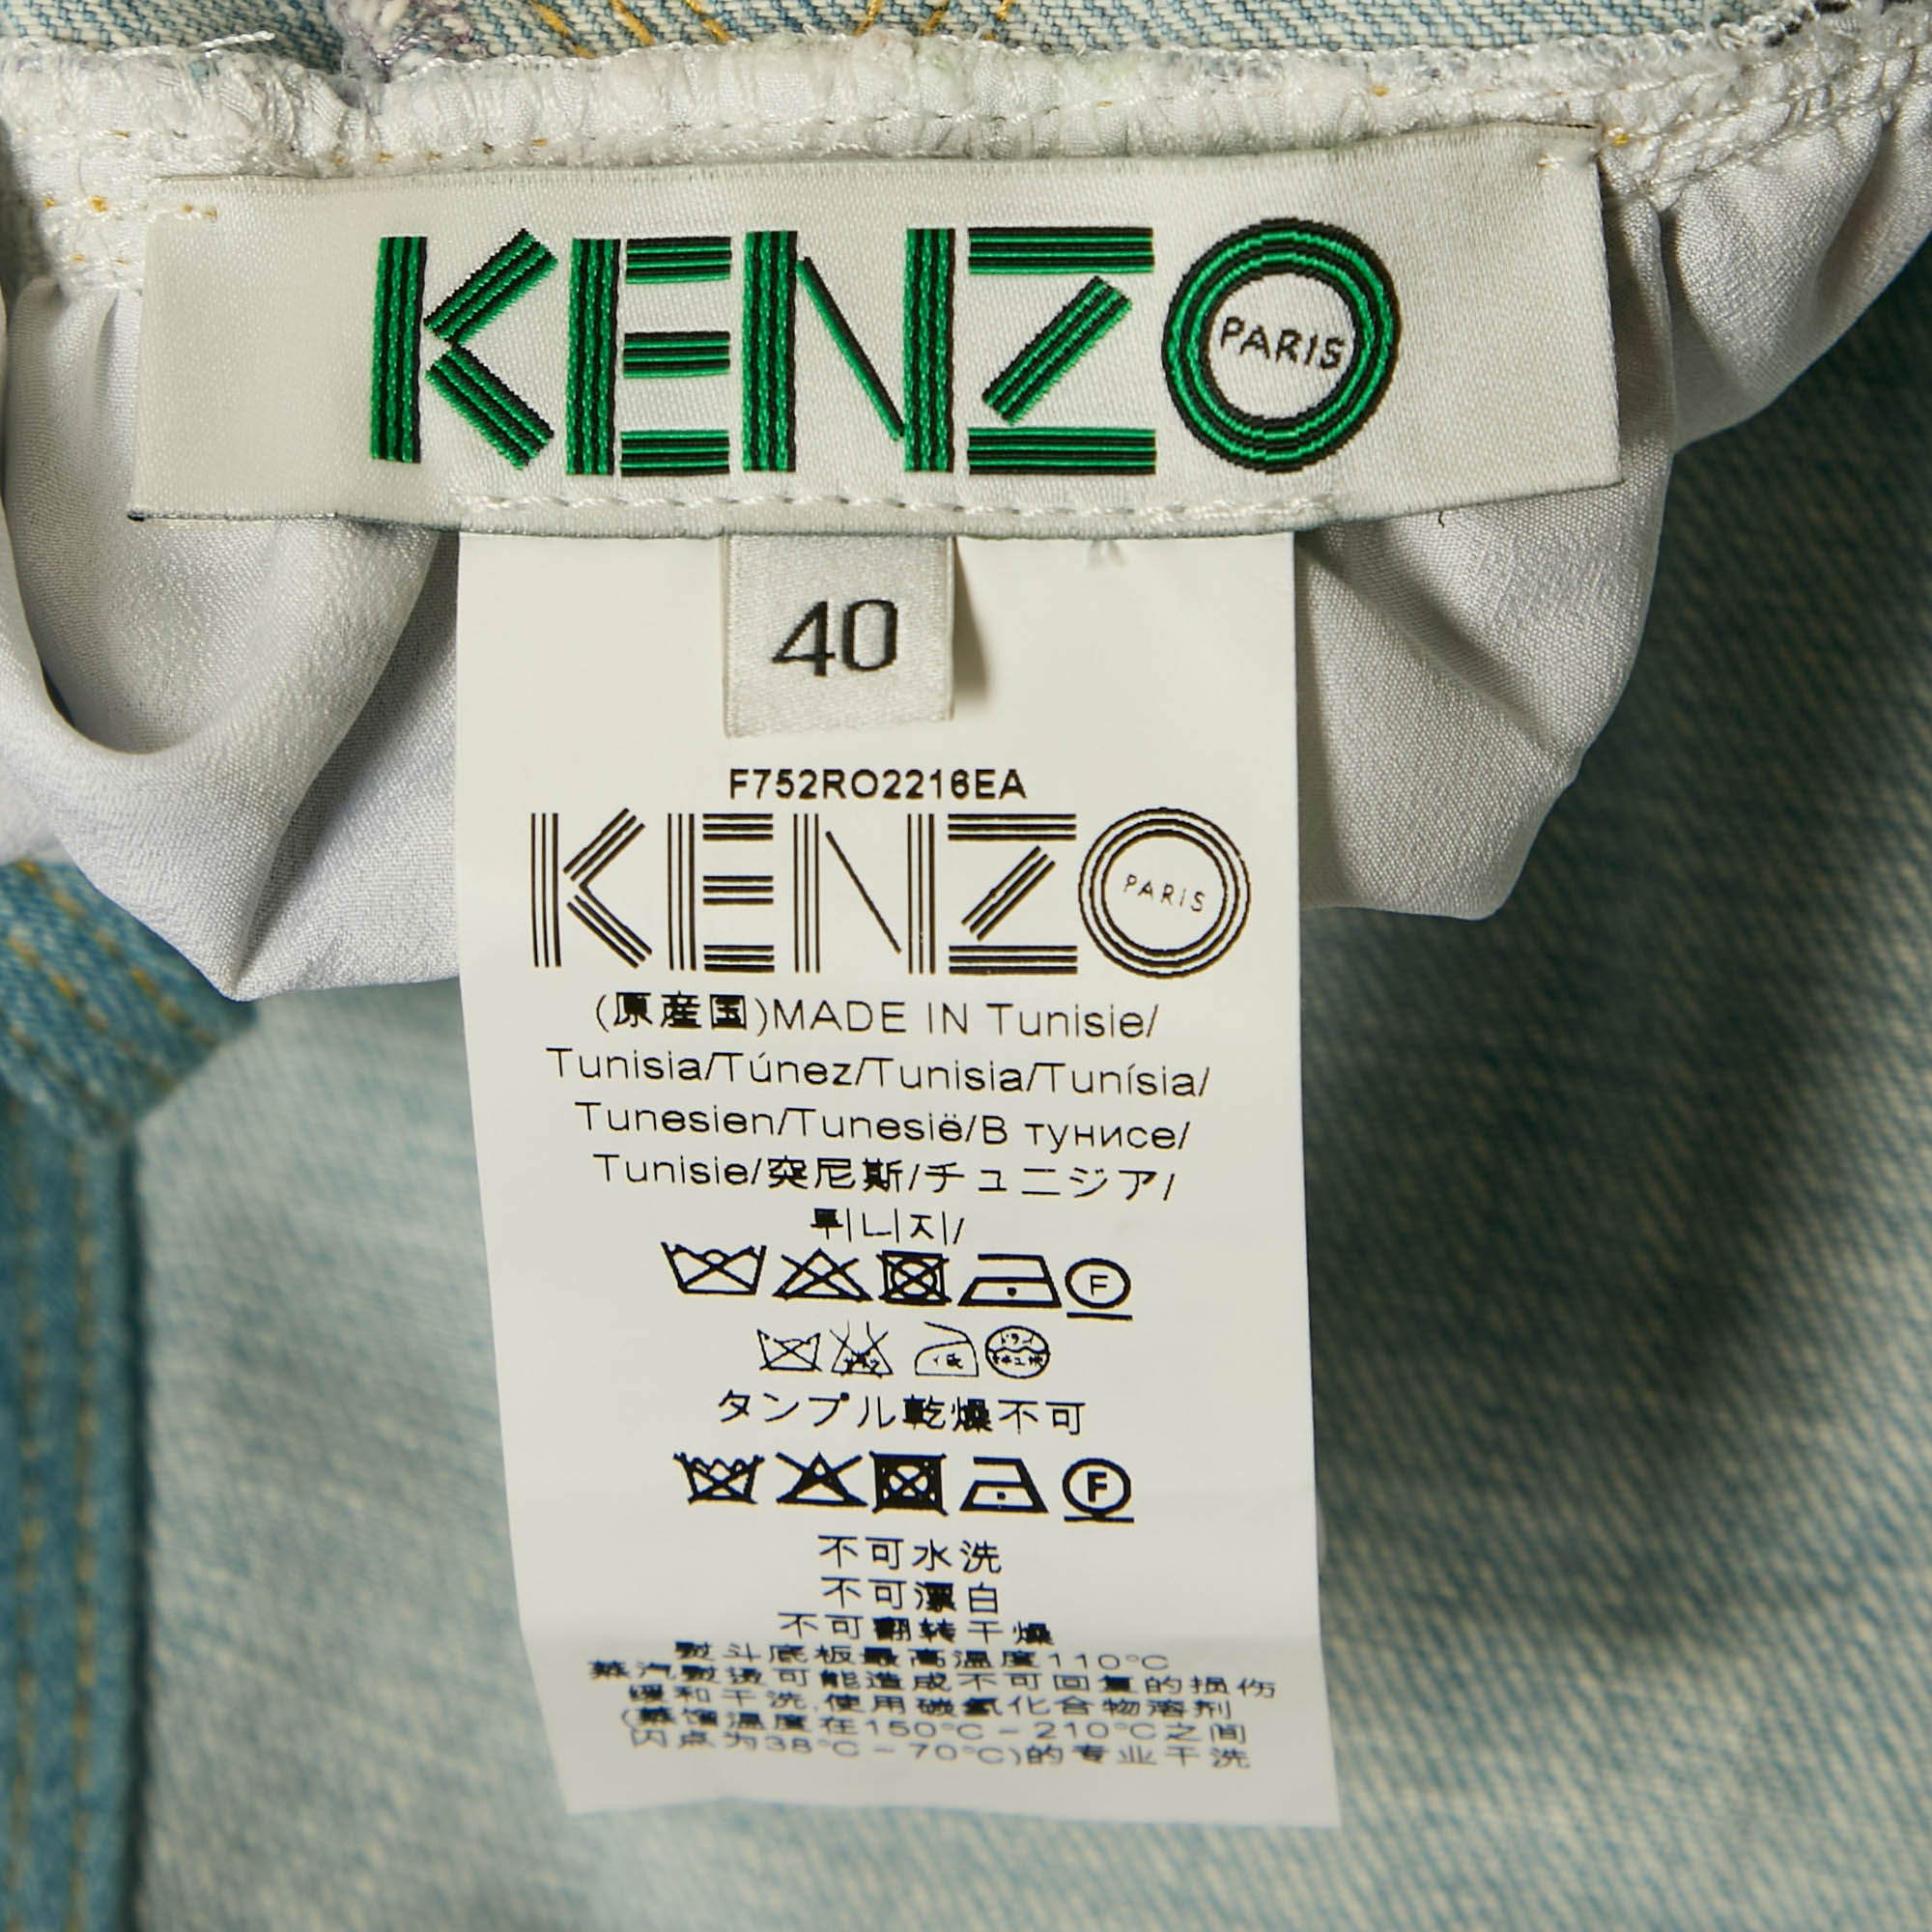 KENZO
PARIS
40
F752RO2216EA
KENZO
PARIS
(原産国)MADE IN Tunisie/
Tunisia/Túnez/Tunisia/Tunísia/
Tunesien/Tunesië/В тунисе/
Tunisie/突尼斯/チュニジア/
튀니지/
F
タンブル乾燥不可
F
不可水洗
不可漂白
不可翻转干燥
熨斗底板最高温度110°C
蒸汽熨烫可能造成不可回复的损伤
缓和干洗,使用碳氢化合物溶剂
(蒸馏温度在150°C - 210°C之间
闪点为38°C - 70°C)的专业干洗